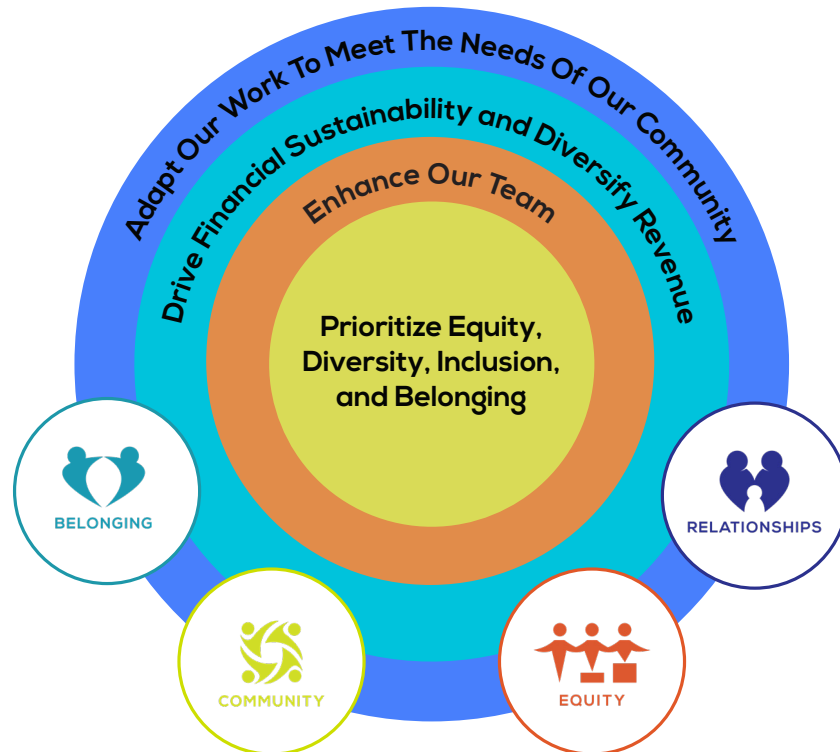 Adapt Our Work To Meet The Needs Of Our Community
Drive Financial Sustainability and Diversify Revenue
Enhance Our Team
Prioritize Equity,
Diversity, Inclusion,
and Belonging
BELONGING
RELATIONSHIPS
COMMUNITY
EQUITY